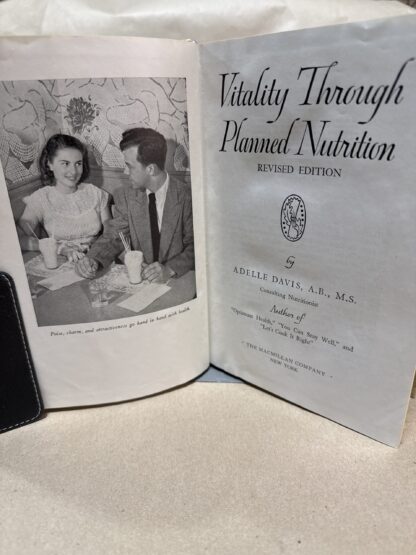 Poise, charm, and attractiveness go hand in hand with health.
Vitality Through
Planned Nutrition
REVISED EDITION
by
ADELLE DAVIS, A.B., M.S.
Consulting Nutritionist
Author of
"Optimum Health," "You Can Stay Well," and
"Let's Cook It Right"
THE MACMILLAN COMPANY
NEW YORK